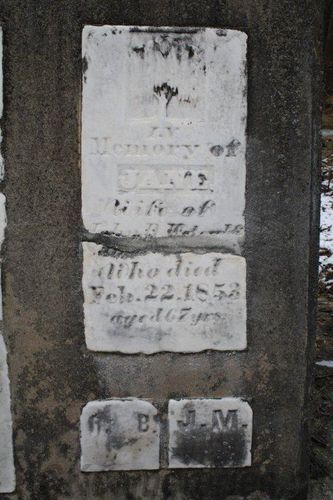 IN
Memory of
JANE
Wife of
Who died
Feb. 22. 1853
aged 67 yrs.
J. M.